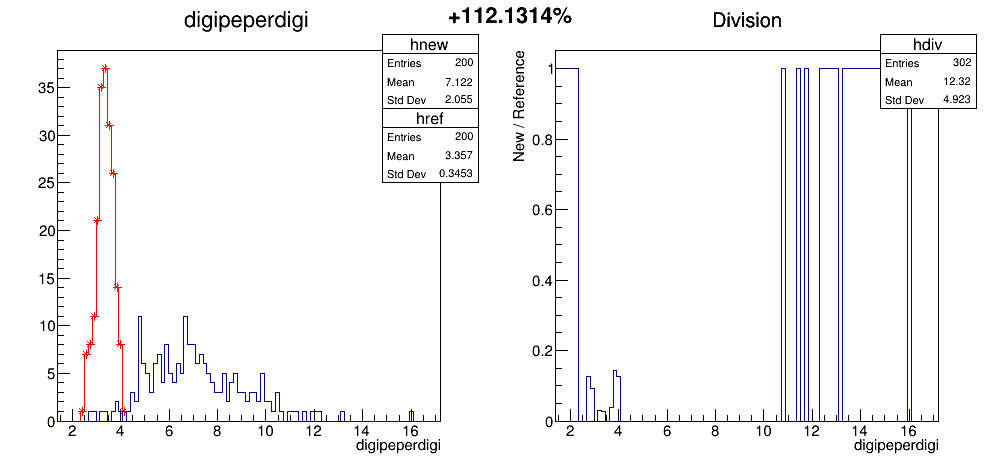 +112.1314%
digipeperdigi
hnew
Entries 200
Mean 7.122
Std Dev 2.055
href
Entries 200
Mean 3.357
Std Dev 0.3453
35
30
25
20
15
10
5
0
2 4 6 8 10 12 14 16
digipeperdigi
Division
hdiv
Entries 302
Mean 12.32
Std Dev 4.923
New / Reference
1
0.8
0.6
0.4
0.2
0
2 4 6 8 10 12 14 16
digipeperdigi